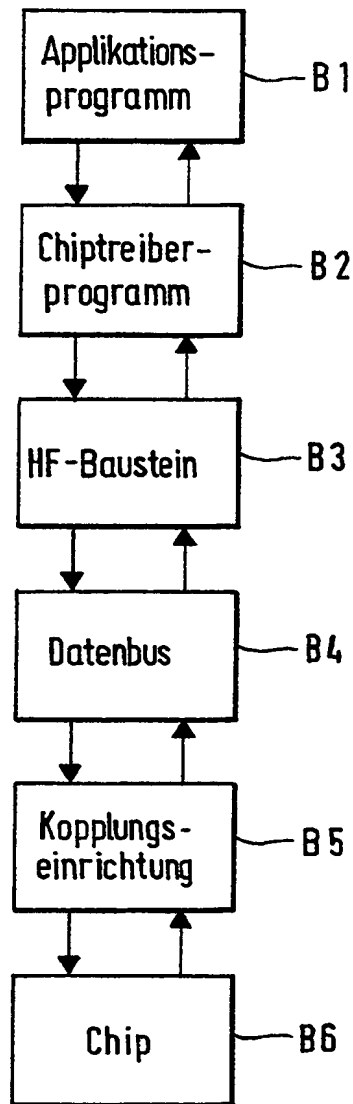 Applikations-
programm
B1
Chiptreiber-
programm
B2
HF-Baustein
B3
Datenbus
B4
Kopplungs-
einrichtung
B5
Chip
B6